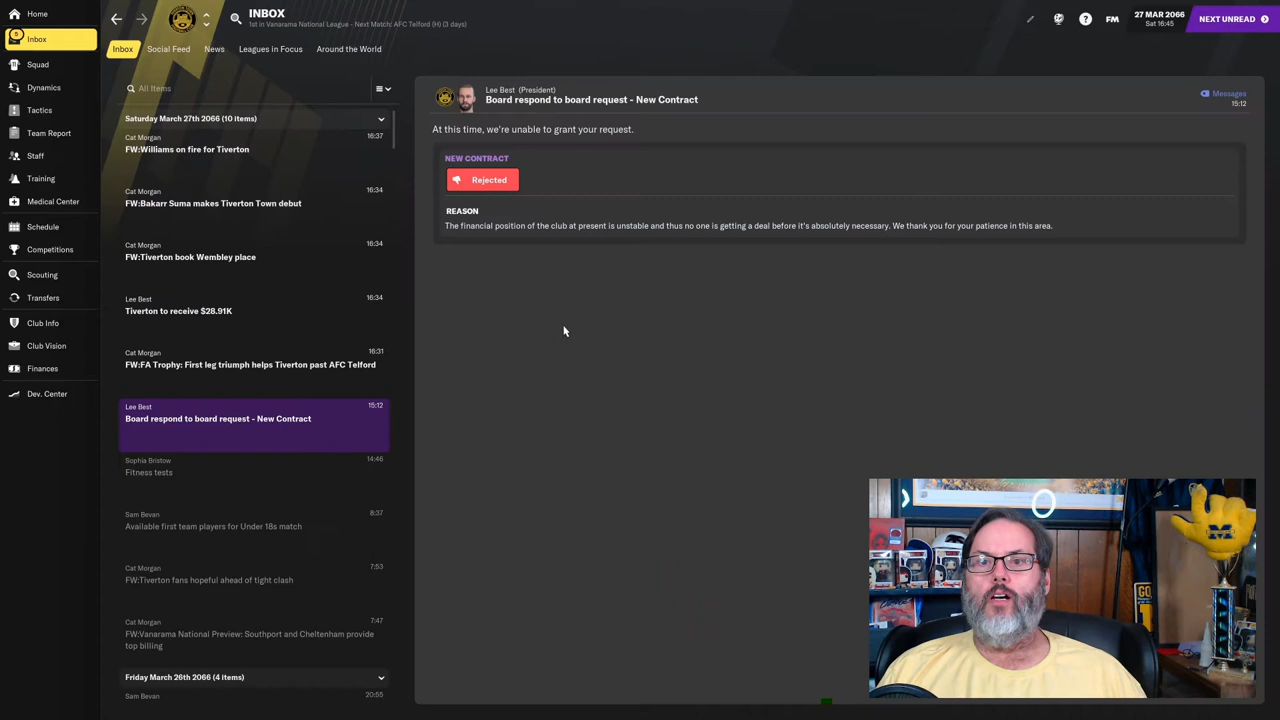 Home
Inbox
Squad
Dynamics
Tactics
Team Report
Staff
Training
Medical Center
Schedule
Competitions
Scouting
Transfers
Club Info
Club Vision
Finances
Dev. Center
INBOX
1st in Vanarama National League - Next Match: AFC Telford (H) (3 days)
FM
27 MAR 2066
Sat 16:45
NEXT UNREAD
Inbox Social Feed News Leagues in Focus Around the World
All Items
Saturday March 27th 2066 (10 items)
Cat Morgan 16:37
FW:Williams on fire for Tiverton
Cat Morgan 16:34
FW:Bakarr Suma makes Tiverton Town debut
Cat Morgan 16:34
FW:Tiverton book Wembley place
Lee Best 16:34
Tiverton to receive $28.91K
Cat Morgan 16:31
FW:FA Trophy: First leg triumph helps Tiverton past AFC Telford
Lee Best 15:12
Board respond to board request - New Contract
Sophia Bristow 14:46
Fitness tests
Sam Bevan 8:37
Available first team players for Under 18s match
Cat Morgan 7:53
FW:Tiverton fans hopeful ahead of tight clash
Cat Morgan 7:47
FW:Vanarama National Preview: Southport and Cheltenham provide
top billing
Friday March 26th 2066 (4 items)
Sam Bevan 20:55
Lee Best (President)
Board respond to board request - New Contract
Messages
15:12
At this time, we're unable to grant your request.
NEW CONTRACT
Rejected
REASON
The financial position of the club at present is unstable and thus no one is getting a deal before it's absolutely necessary. We thank you for your patience in this area.